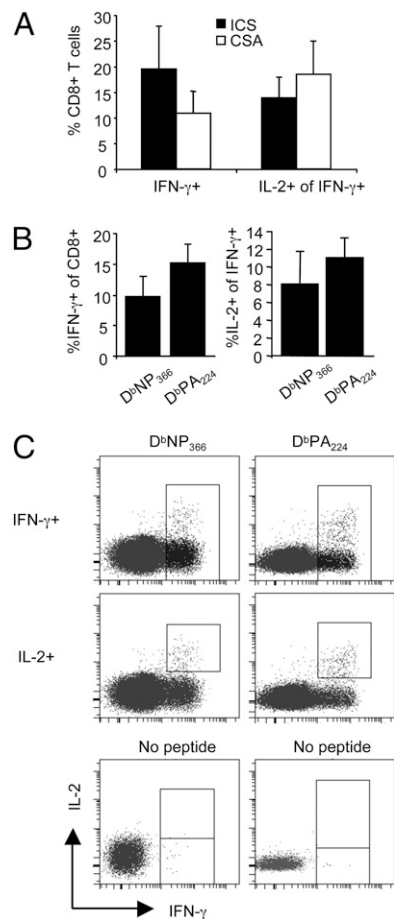 A
ICS
CSA
% CD8+ T cells
30
25
20
15
10
5
0
IFN-γ+
IL-2+ of IFN-γ+
B
%IFN-γ+ of CD8+
20
15
10
5
0
DᵇNP₃₆₆
DᵇPA₂₂₄
%IL-2+ of IFN-γ+
14
12
10
8
6
4
2
0
DᵇNP₃₆₆
DᵇPA₂₂₄
C
DᵇNP₃₆₆
DᵇPA₂₂₄
IFN-γ+
IL-2+
No peptide
No peptide
IL-2
IFN-γ